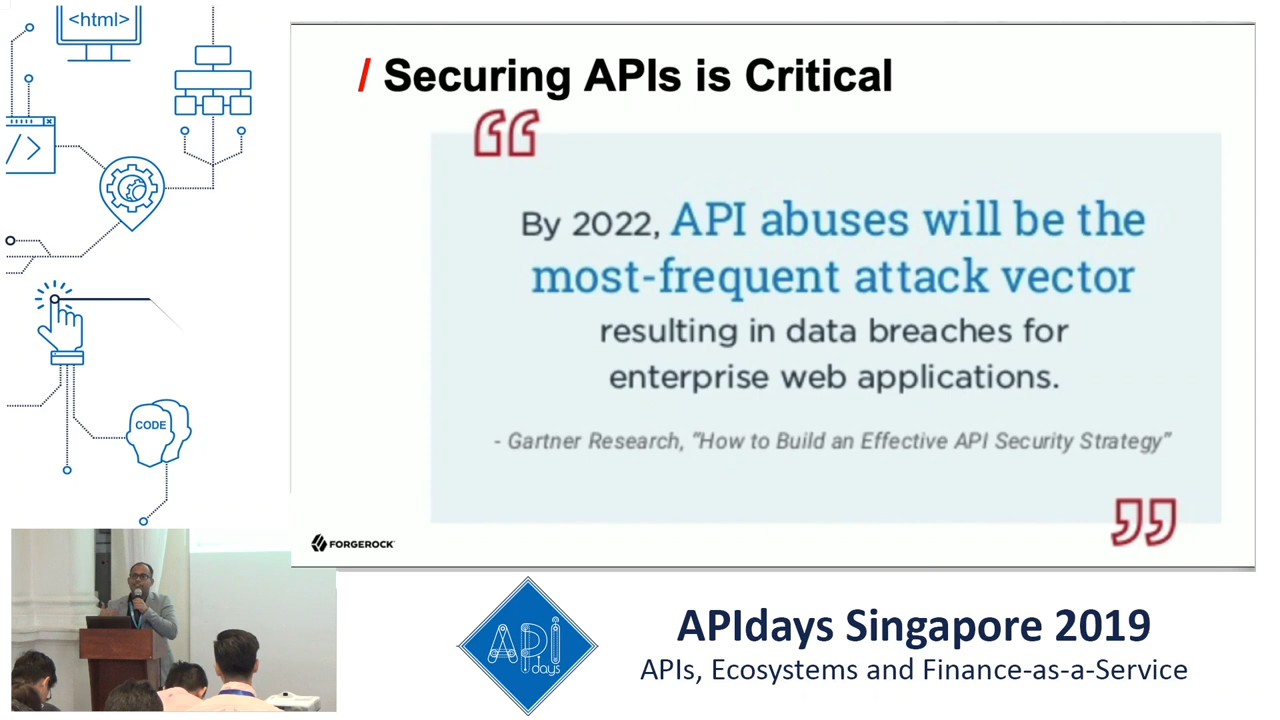 <html>
</>
CODE
/ Securing APIs is Critical
“
By 2022, API abuses will be the
most-frequent attack vector
resulting in data breaches for
enterprise web applications.
- Gartner Research, "How to Build an Effective API Security Strategy"
”
FORGEROCK
API
days
APIdays Singapore 2019
APIs, Ecosystems and Finance-as-a-Service